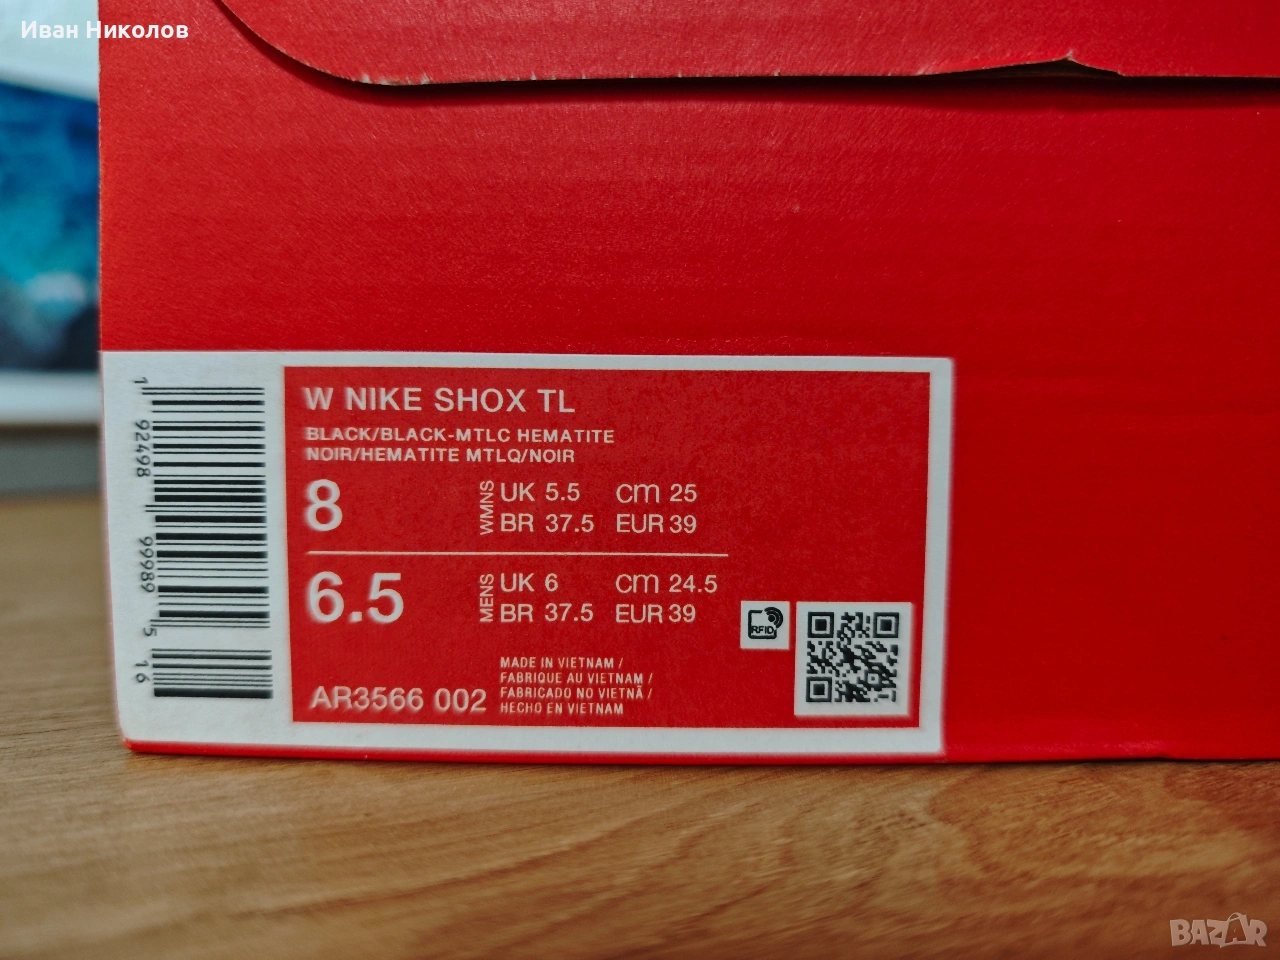 Иван Николов
W NIKE SHOX TL
BLACK/BLACK-MTLC HEMATITE
NOIR/HEMATITE MTLQ/NOIR
8
WMNS
UK 5.5 cm 25
BR 37.5 EUR 39
6.5
MENS
UK 6 cm 24.5
BR 37.5 EUR 39
AR3566 002
MADE IN VIETNAM /
FABRIQUE AU VIETNAM /
FABRICADO NO VIETNÃ /
HECHO EN VIETNAM
RFID
1 92498 99989 5 16
BAZAR